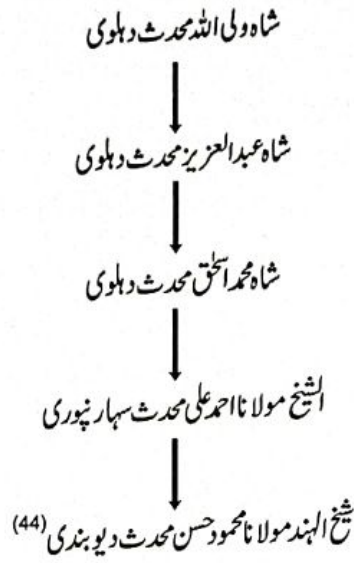 شاہ ولی اللہ محدث دہلوی
شاہ عبدالعزیز محدث دہلوی
شاہ محمد اسحٰق محدث دہلوی
الشیخ مولانا احمد علی محدث سہارنپوری
شیخ الہند مولانا محمود حسن محدث دیوبندی (44)